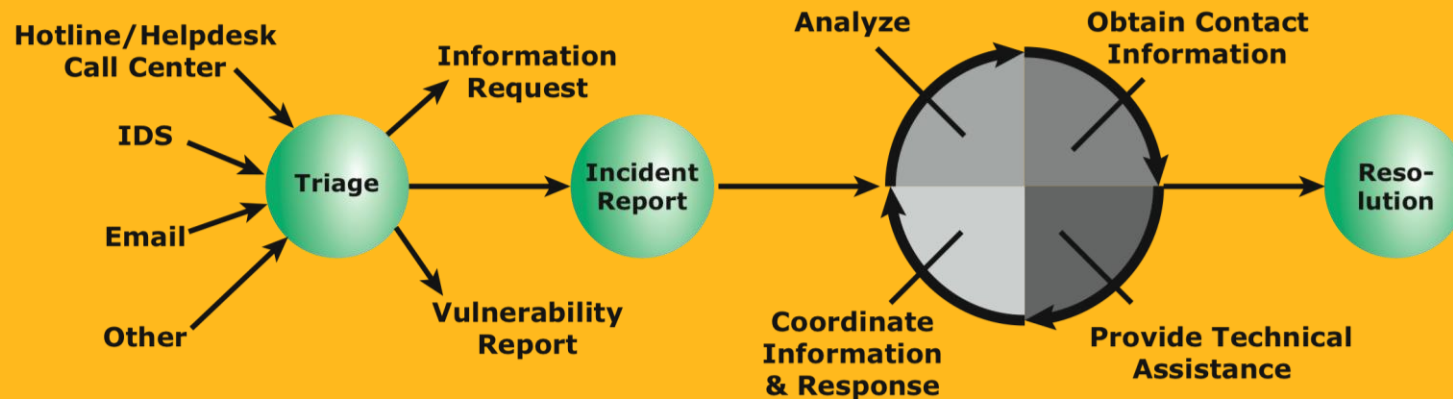 Hotline/Helpdesk
Call Center
IDS
Email
Other
Triage
Information
Request
Vulnerability
Report
Incident
Report
Analyze
Obtain Contact
Information
Coordinate
Information
& Response
Provide Technical
Assistance
Reso-
lution